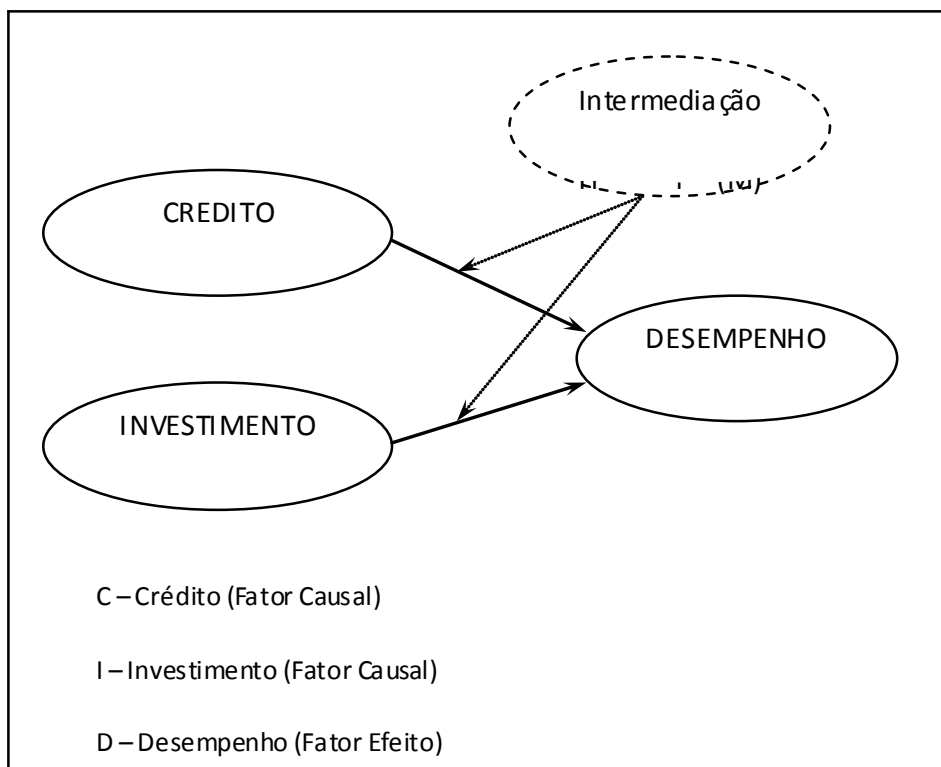 Intermediação
(M)
CREDITO
DESEMPENHO
INVESTIMENTO
C – Crédito (Fator Causal)
I – Investimento (Fator Causal)
D – Desempenho (Fator Efeito)